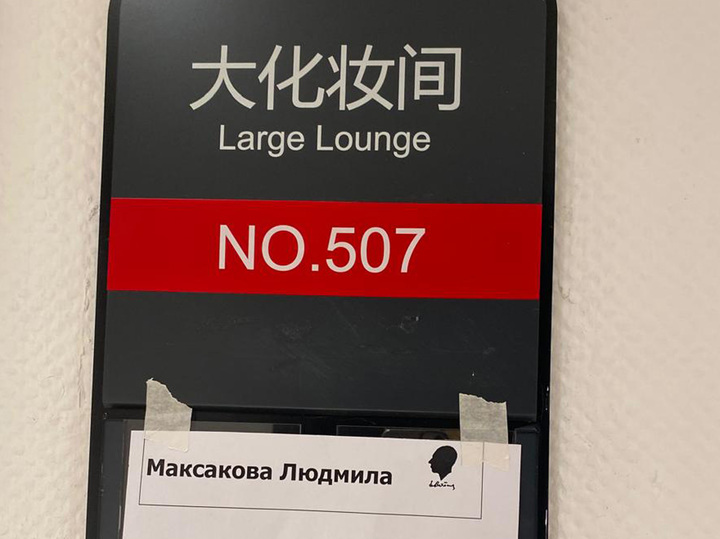 大化妆间
Large Lounge
NO.507
Максакова Людмила